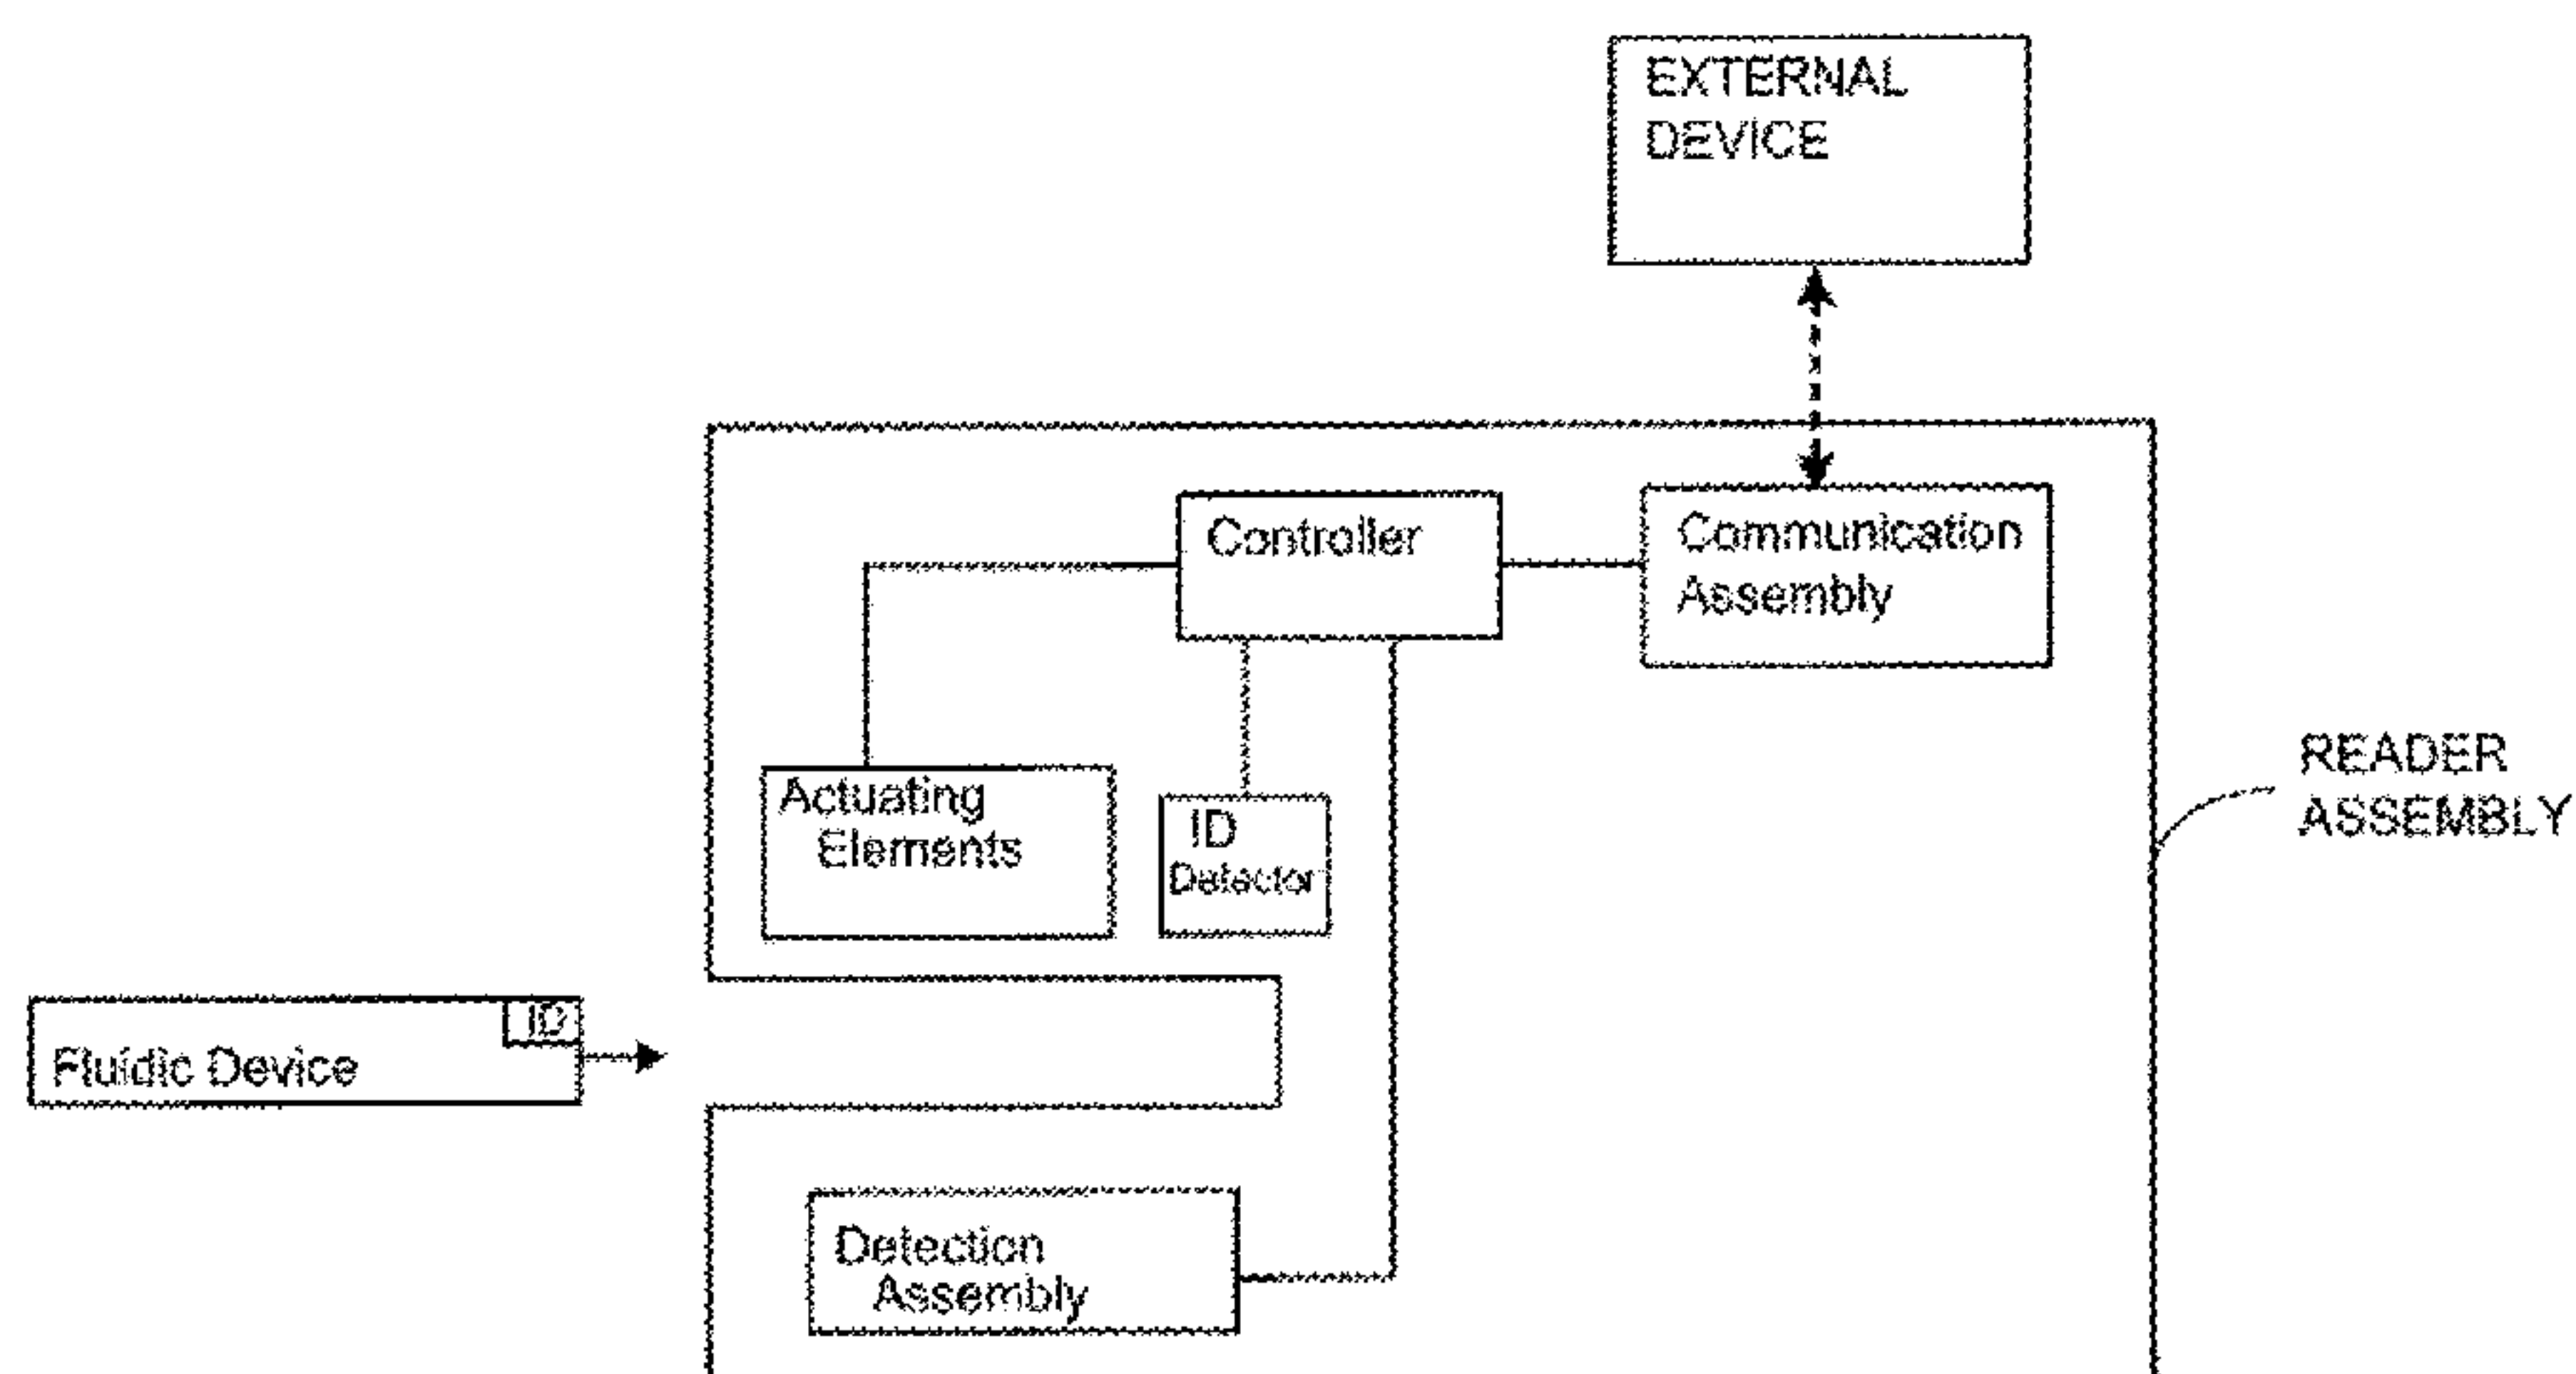 EXTERNAL
DEVICE
Controller
Communication
Assembly
Actuating
Elements
ID
Detector
READER
ASSEMBLY
ID
Fluidic Device
Detection
Assembly